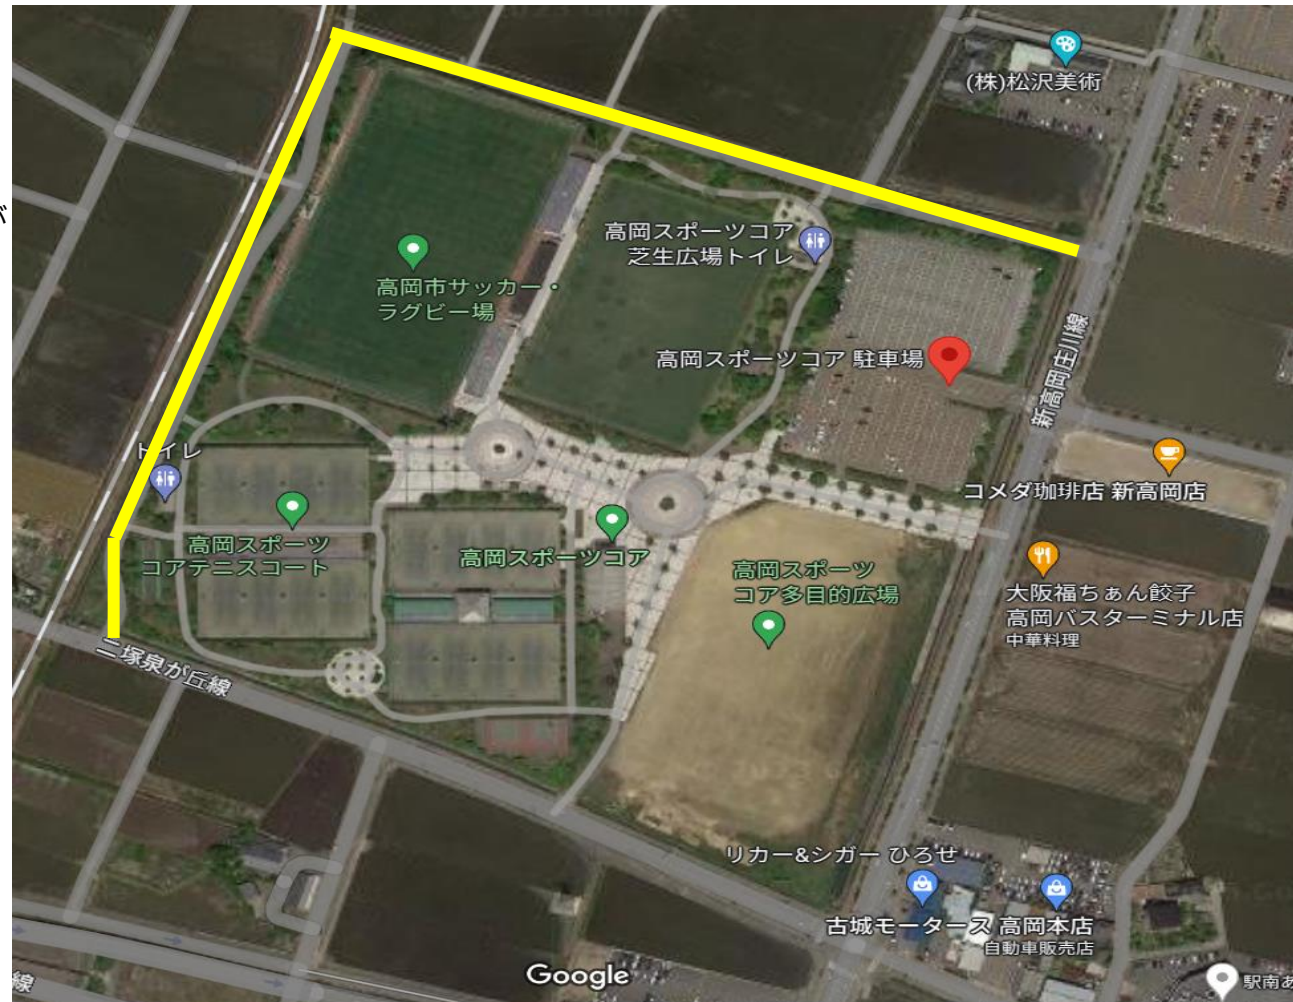 が
(株)松沢美術
高岡スポーツコア
芝生広場トイレ
高岡市サッカー・
ラグビー場
高岡スポーツコア 駐車場
新高岡庄川線
トイレ
コメダ珈琲店 新高岡店
高岡スポーツ
コアテニスコート
高岡スポーツコア
高岡スポーツ
コア多目的広場
大阪福ちぁん餃子
高岡バスターミナル店
中華料理
二塚泉が丘線
リカー&シガー ひろせ
古城モータース 高岡本店
自動車販売店
Google
線
駅南あ